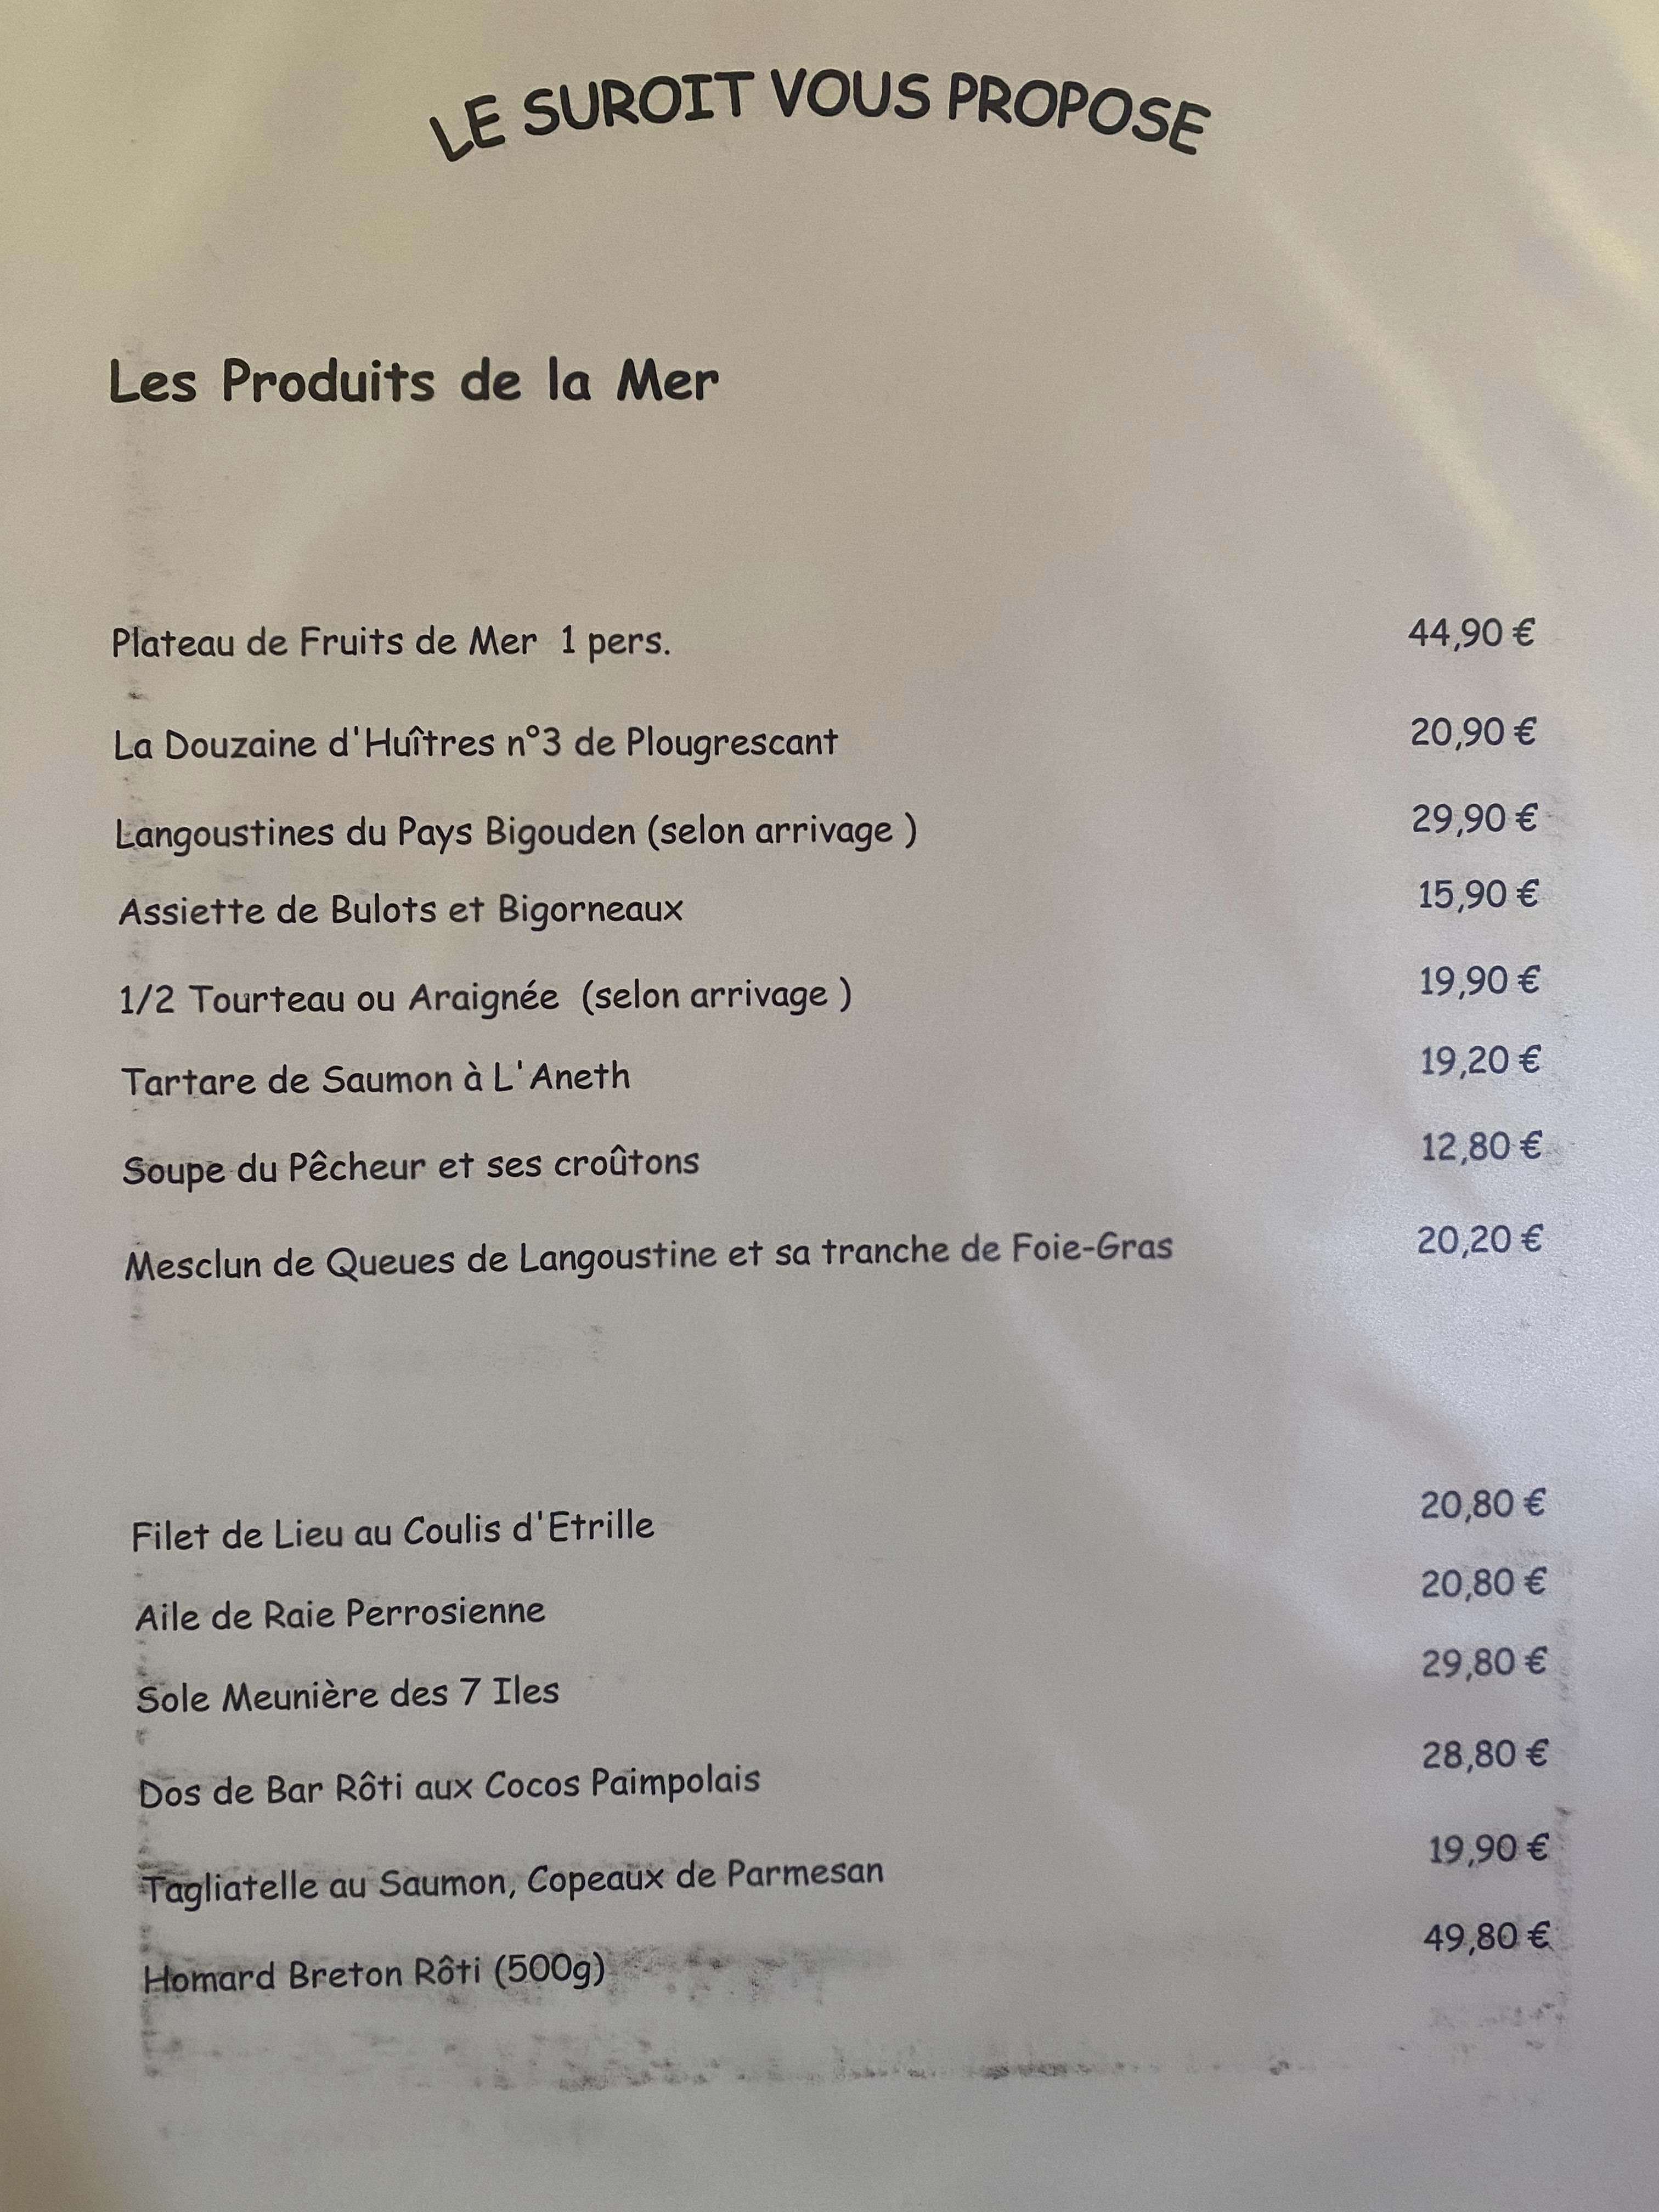 LE SUROIT VOUS PROPOSE
Les Produits de la Mer
Plateau de Fruits de Mer 1 pers. 44,90 €
La Douzaine d'Huîtres n°3 de Plougrescant 20,90 €
Langoustines du Pays Bigouden (selon arrivage ) 29,90 €
Assiette de Bulots et Bigorneaux 15,90 €
1/2 Tourteau ou Araignée (selon arrivage ) 19,90 €
Tartare de Saumon à L'Aneth 19,20 €
Soupe du Pêcheur et ses croûtons 12,80 €
Mesclun de Queues de Langoustine et sa tranche de Foie-Gras 20,20 €
Filet de Lieu au Coulis d'Etrille 20,80 €
Aile de Raie Perrosienne 20,80 €
Sole Meunière des 7 Iles 29,80 €
Dos de Bar Rôti aux Cocos Paimpolais 28,80 €
Tagliatelle au Saumon, Copeaux de Parmesan 19,90 €
Homard Breton Rôti (500g) 49,80 €